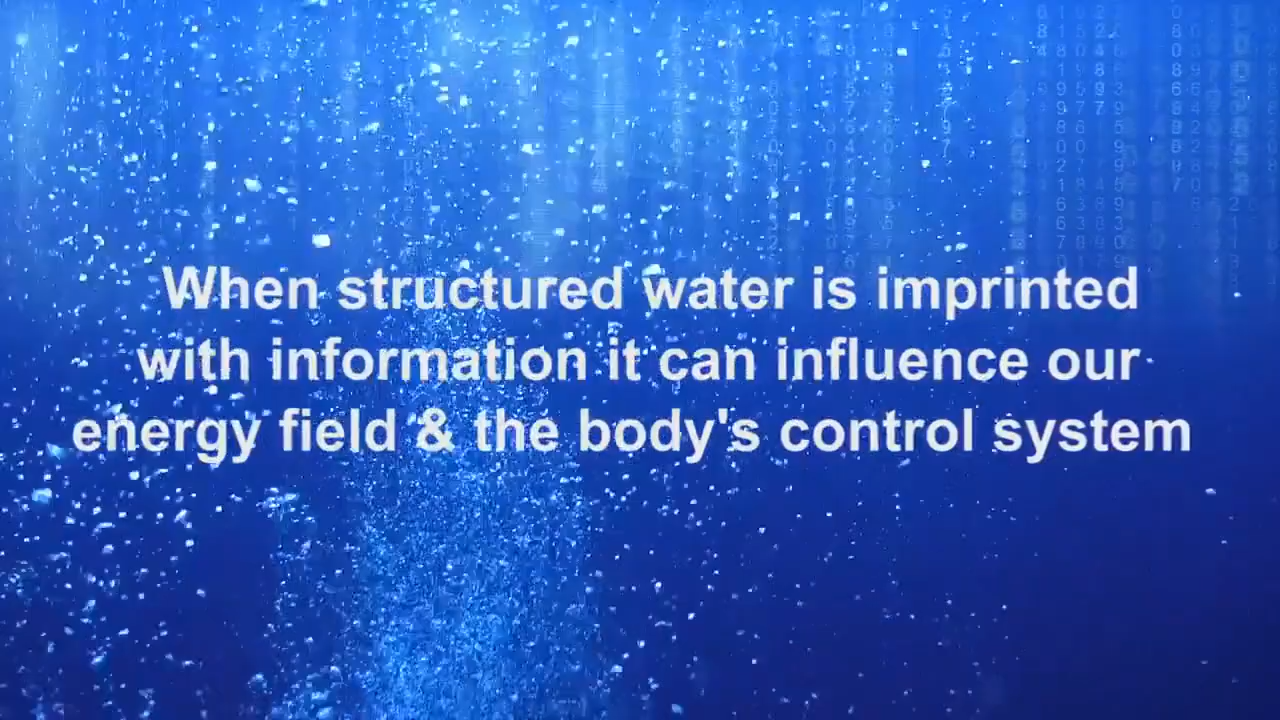 When structured water is imprinted
with information it can influence our
energy field & the body's control system